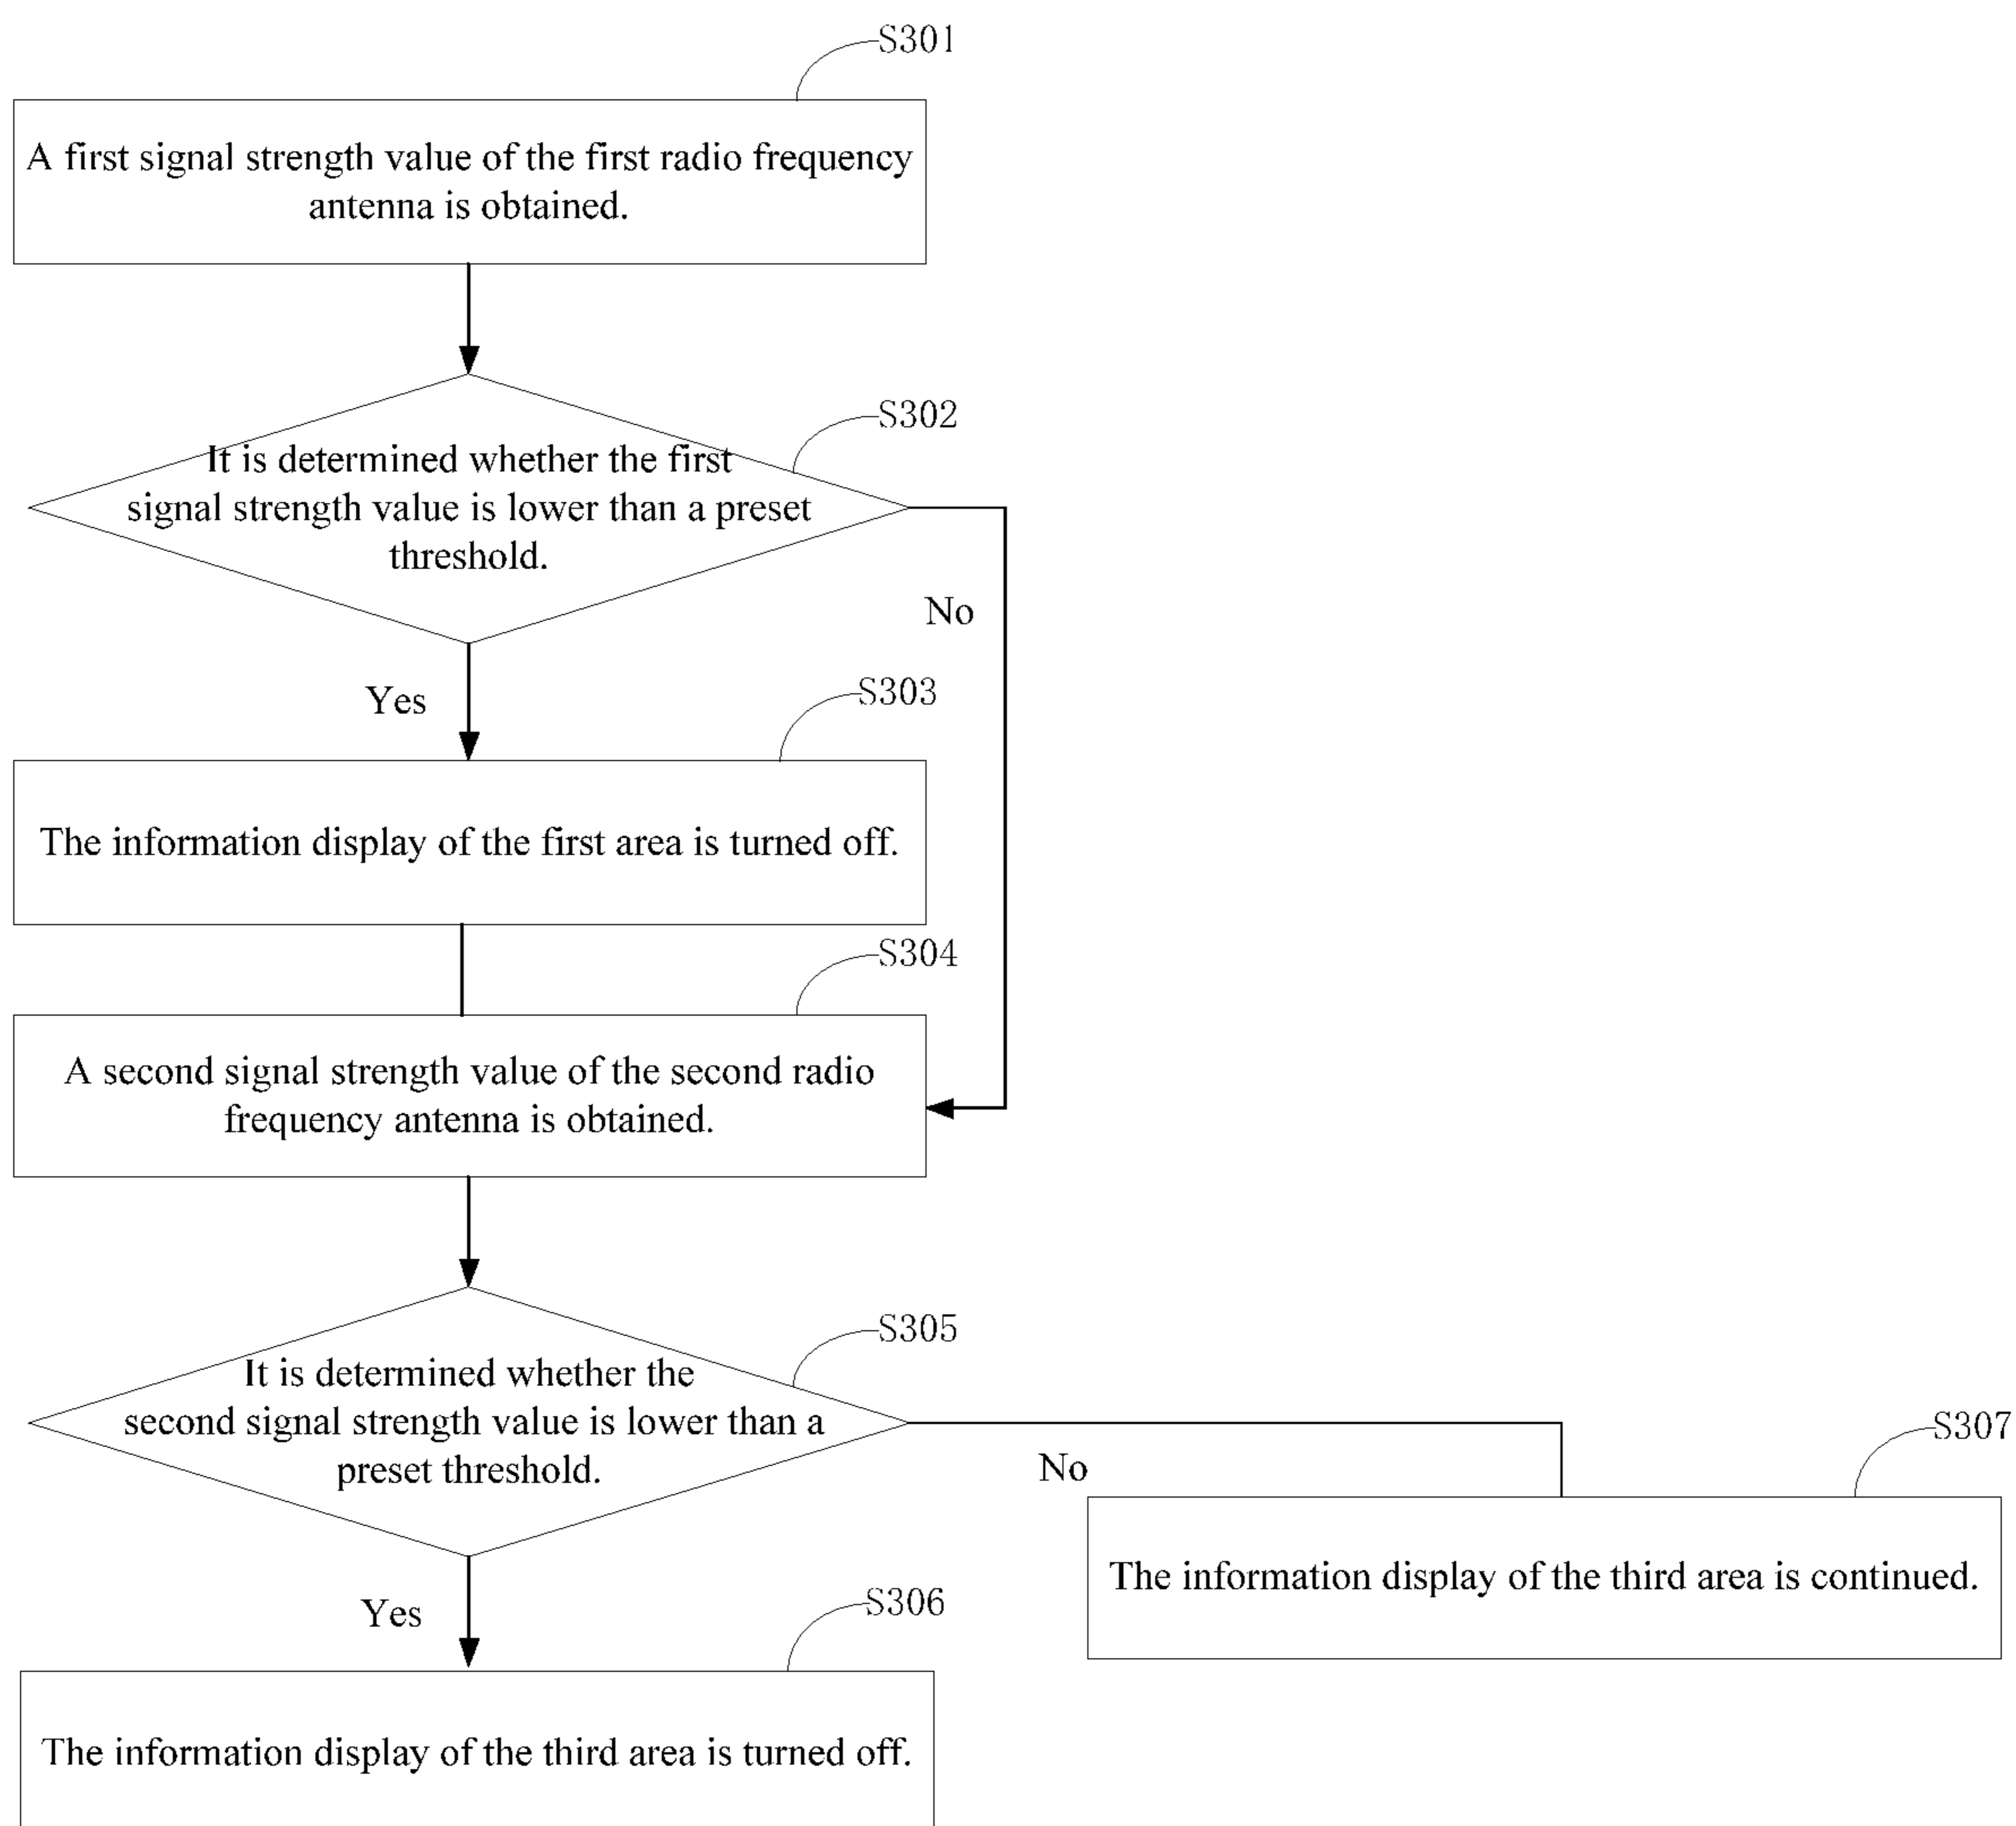 S301
A first signal strength value of the first radio frequency
antenna is obtained.
S302
It is determined whether the first
signal strength value is lower than a preset
threshold.
No
Yes
S303
The information display of the first area is turned off.
S304
A second signal strength value of the second radio
frequency antenna is obtained.
S305
It is determined whether the
second signal strength value is lower than a
preset threshold.
No
S307
The information display of the third area is continued.
Yes
S306
The information display of the third area is turned off.